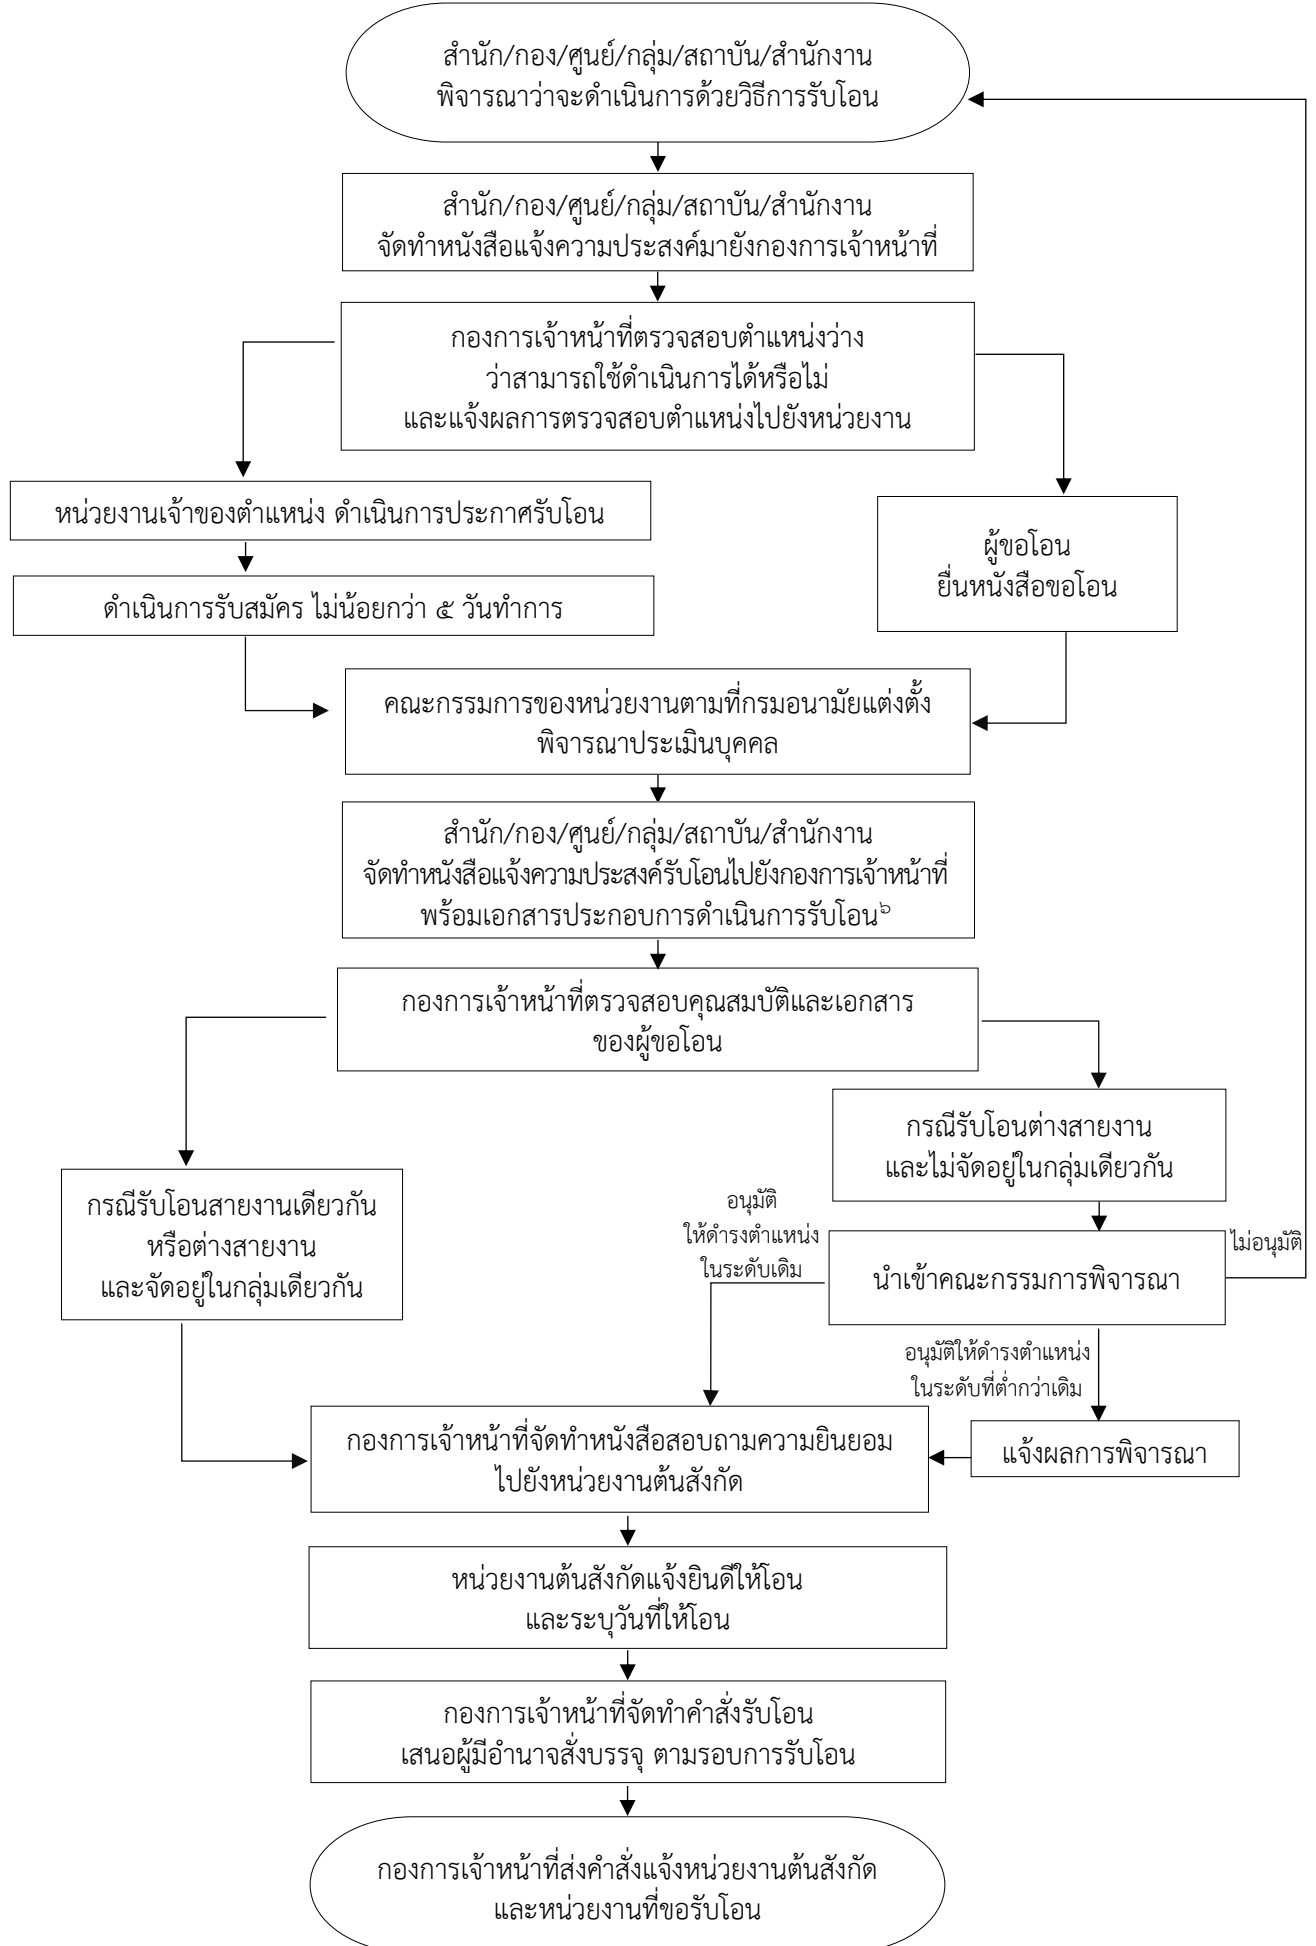 สำนัก/กอง/ศูนย์/กลุ่ม/สถาบัน/สำนักงาน
พิจารณาว่าจะดำเนินการด้วยวิธีการรับโอน
สำนัก/กอง/ศูนย์/กลุ่ม/สถาบัน/สำนักงาน
จัดทำหนังสือแจ้งความประสงค์มายังกองการเจ้าหน้าที่
กองการเจ้าหน้าที่ตรวจสอบตำแหน่งว่าง
ว่าสามารถใช้ดำเนินการได้หรือไม่
และแจ้งผลการตรวจสอบตำแหน่งไปยังหน่วยงาน
หน่วยงานเจ้าของตำแหน่ง ดำเนินการประกาศรับโอน
ดำเนินการรับสมัคร ไม่น้อยกว่า ๕ วันทำการ
ผู้ขอโอน
ยื่นหนังสือขอโอน
คณะกรรมการของหน่วยงานตามที่กรมอนามัยแต่งตั้ง
พิจารณาประเมินบุคคล
สำนัก/กอง/ศูนย์/กลุ่ม/สถาบัน/สำนักงาน
จัดทำหนังสือแจ้งความประสงค์รับโอนไปยังกองการเจ้าหน้าที่
พร้อมเอกสารประกอบการดำเนินการรับโอน๖
กองการเจ้าหน้าที่ตรวจสอบคุณสมบัติและเอกสาร
ของผู้ขอโอน
กรณีรับโอนสายงานเดียวกัน
หรือต่างสายงาน
และจัดอยู่ในกลุ่มเดียวกัน
กรณีรับโอนต่างสายงาน
และไม่จัดอยู่ในกลุ่มเดียวกัน
อนุมัติ
ให้ดำรงตำแหน่ง
ในระดับเดิม
นำเข้าคณะกรรมการพิจารณา
ไม่อนุมัติ
อนุมัติให้ดำรงตำแหน่ง
ในระดับที่ต่ำกว่าเดิม
แจ้งผลการพิจารณา
กองการเจ้าหน้าที่จัดทำหนังสือสอบถามความยินยอม
ไปยังหน่วยงานต้นสังกัด
หน่วยงานต้นสังกัดแจ้งยินดีให้โอน
และระบุวันที่ให้โอน
กองการเจ้าหน้าที่จัดทำคำสั่งรับโอน
เสนอผู้มีอำนาจสั่งบรรจุ ตามรอบการรับโอน
กองการเจ้าหน้าที่ส่งคำสั่งแจ้งหน่วยงานต้นสังกัด
และหน่วยงานที่ขอรับโอน